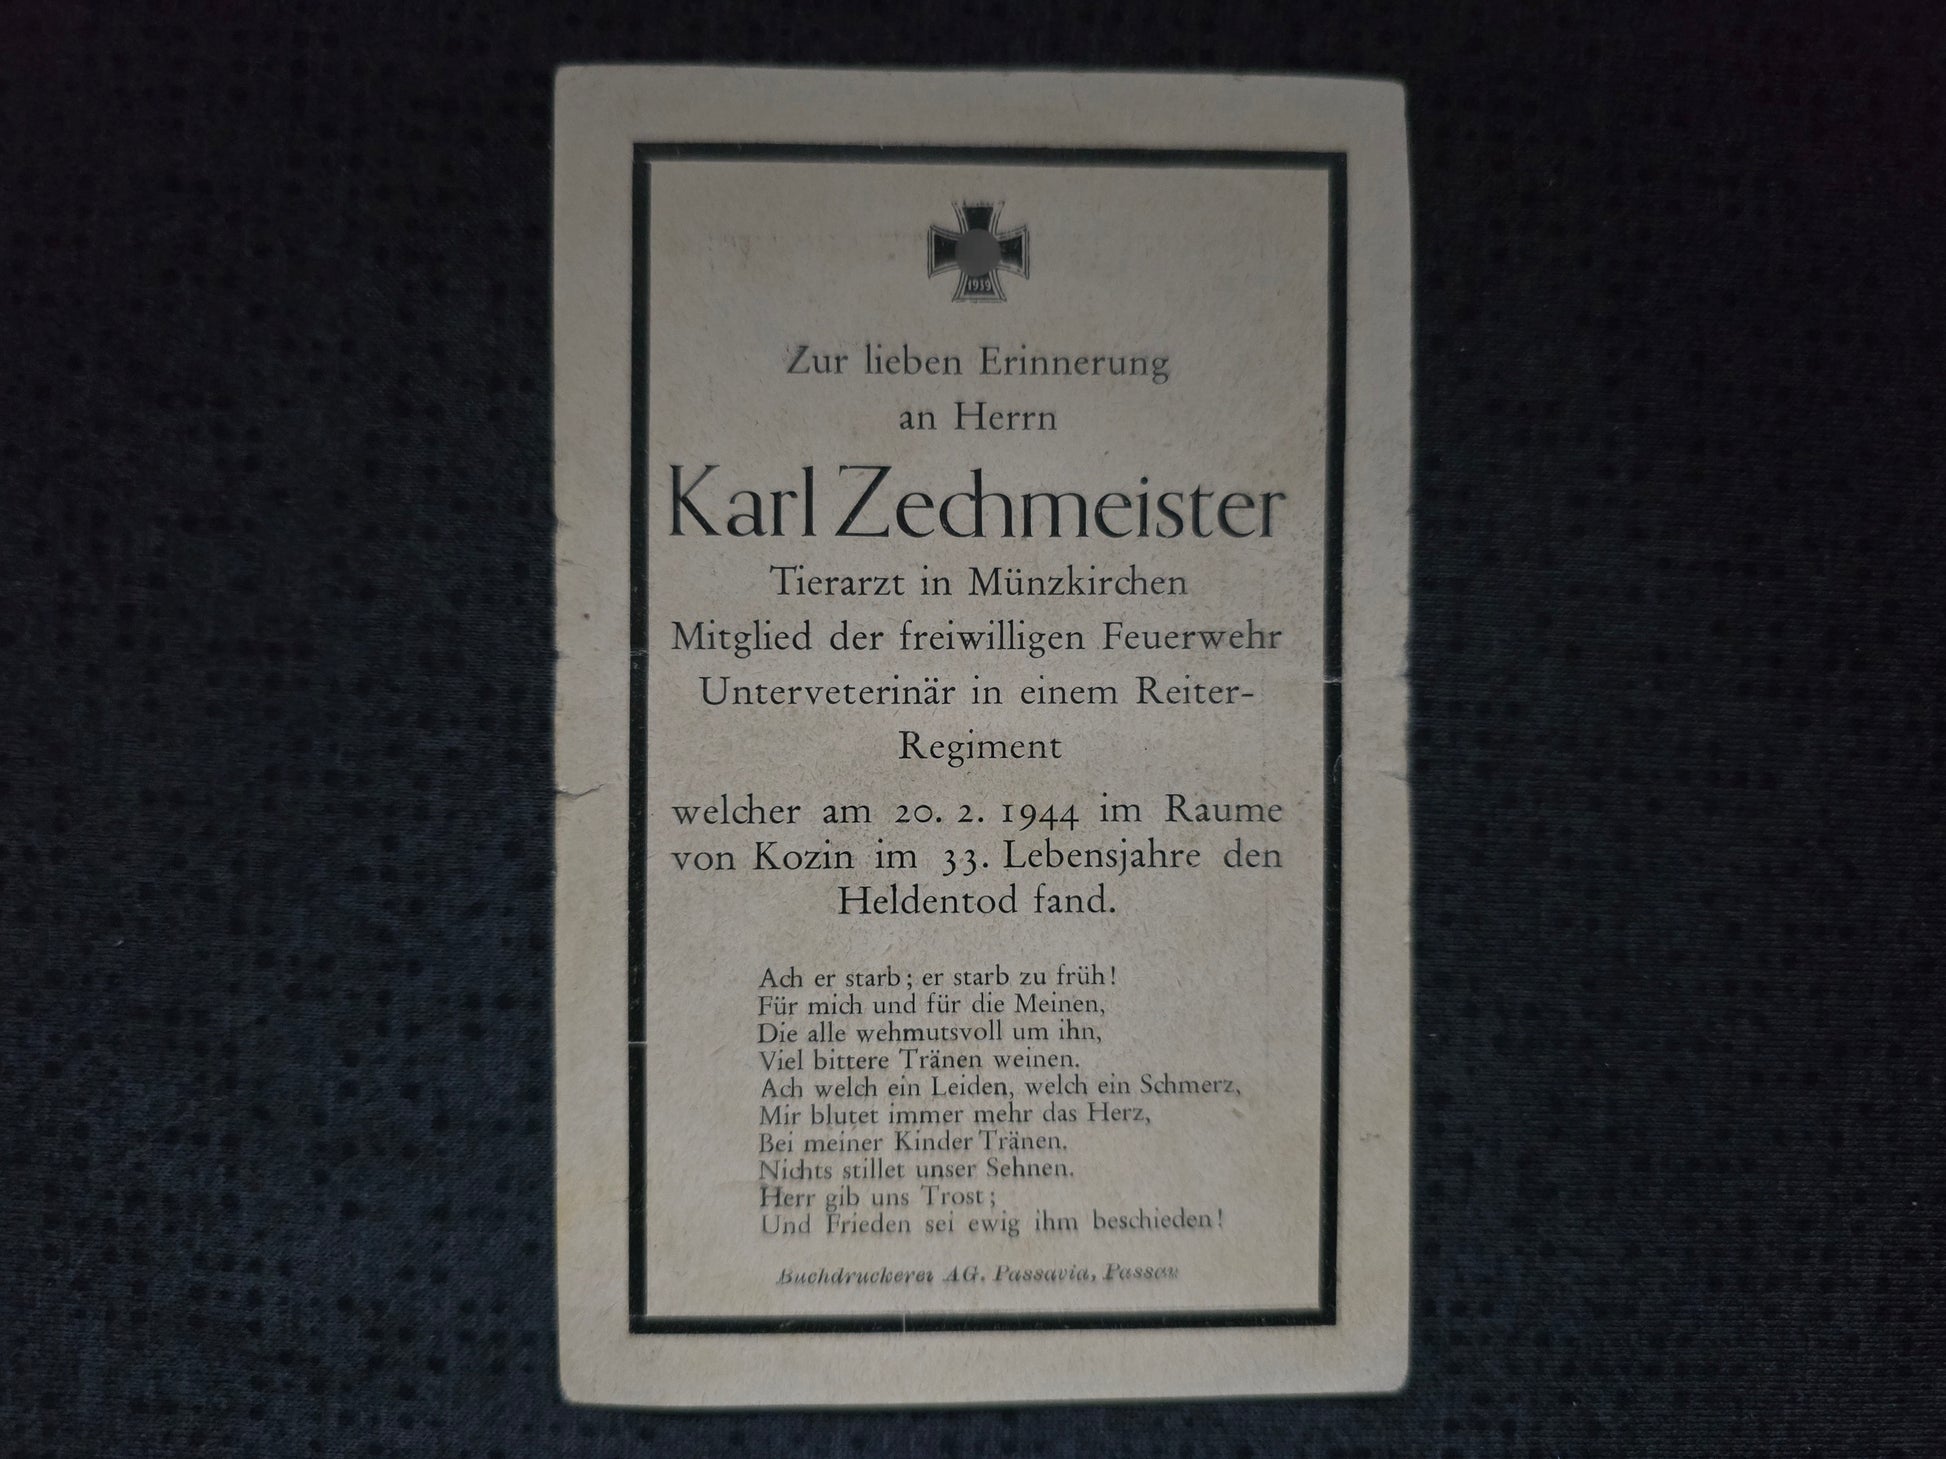 1939
Zur lieben Erinnerung
an Herrn
Karl Zechmeister
Tierarzt in Münzkirchen
Mitglied der freiwilligen Feuerwehr
Unterveterinär in einem Reiter-
Regiment
welcher am 20. 2. 1944 im Raume
von Kozin im 33. Lebensjahre den
Heldentod fand.
Ach er starb; er starb zu früh!
Für mich und für die Meinen,
Die alle wehmutsvoll um ihn,
Viel bittere Tränen weinen.
Ach welch ein Leiden, welch ein Schmerz,
Mir blutet immer mehr das Herz,
Bei meiner Kinder Tränen.
Nichts stillet unser Sehnen.
Herr gib uns Trost;
Und Frieden sei ewig ihm beschieden!
Buchdruckerei AG. Passavia, Passau